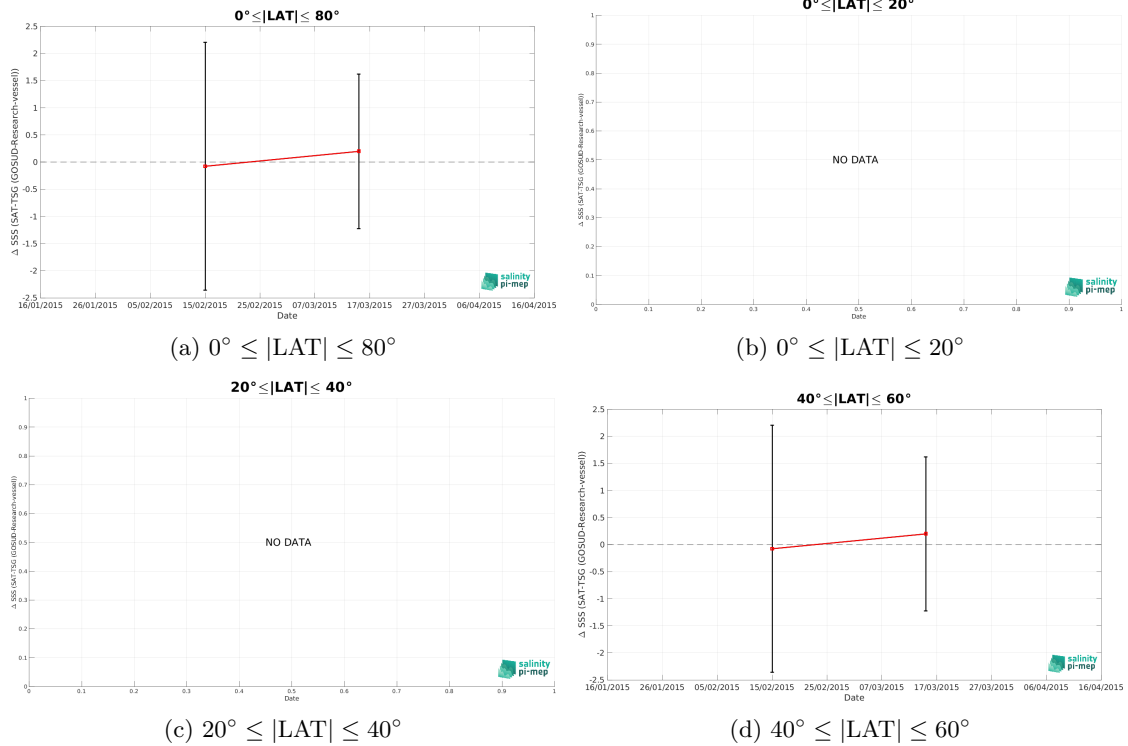 0°≤|LAT|≤ 80°
2.5
2
1.5
1
0.5
0
-0.5
-1
-1.5
-2
-2.5
Δ SSS (SAT-TSG (GOSUD-Research-vessel))
salinity
pi-mep
16/01/2015 26/01/2015 05/02/2015 15/02/2015 25/02/2015 07/03/2015 17/03/2015 27/03/2015 06/04/2015 16/04/2015
Date
(a) 0° ≤ |LAT| ≤ 80°
0°≤|LAT|≤ 20°
1
0.9
0.8
0.7
0.6
0.5
0.4
0.3
0.2
0.1
0
Δ SSS (SAT-TSG (GOSUD-Research-vessel))
NO DATA
salinity
pi-mep
0 0.1 0.2 0.3 0.4 0.5 0.6 0.7 0.8 0.9 1
Date
(b) 0° ≤ |LAT| ≤ 20°
20°≤|LAT|≤ 40°
1
0.9
0.8
0.7
0.6
0.5
0.4
0.3
0.2
0.1
0
Δ SSS (SAT-TSG (GOSUD-Research-vessel))
NO DATA
salinity
pi-mep
0 0.1 0.2 0.3 0.4 0.5 0.6 0.7 0.8 0.9 1
Date
(c) 20° ≤ |LAT| ≤ 40°
40°≤|LAT|≤ 60°
2.5
2
1.5
1
0.5
0
-0.5
-1
-1.5
-2
-2.5
Δ SSS (SAT-TSG (GOSUD-Research-vessel))
salinity
pi-mep
16/01/2015 26/01/2015 05/02/2015 15/02/2015 25/02/2015 07/03/2015 17/03/2015 27/03/2015 06/04/2015 16/04/2015
Date
(d) 40° ≤ |LAT| ≤ 60°